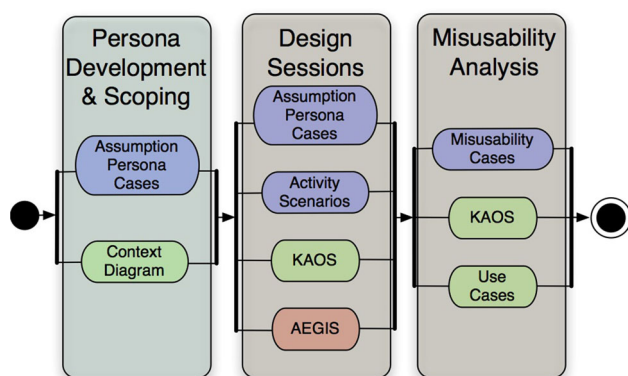 Persona
Development
& Scoping
Assumption
Persona
Cases
Context
Diagram
Design
Sessions
Assumption
Persona
Cases
Activity
Scenarios
KAOS
AEGIS
Misusability
Analysis
Misusability
Cases
KAOS
Use
Cases